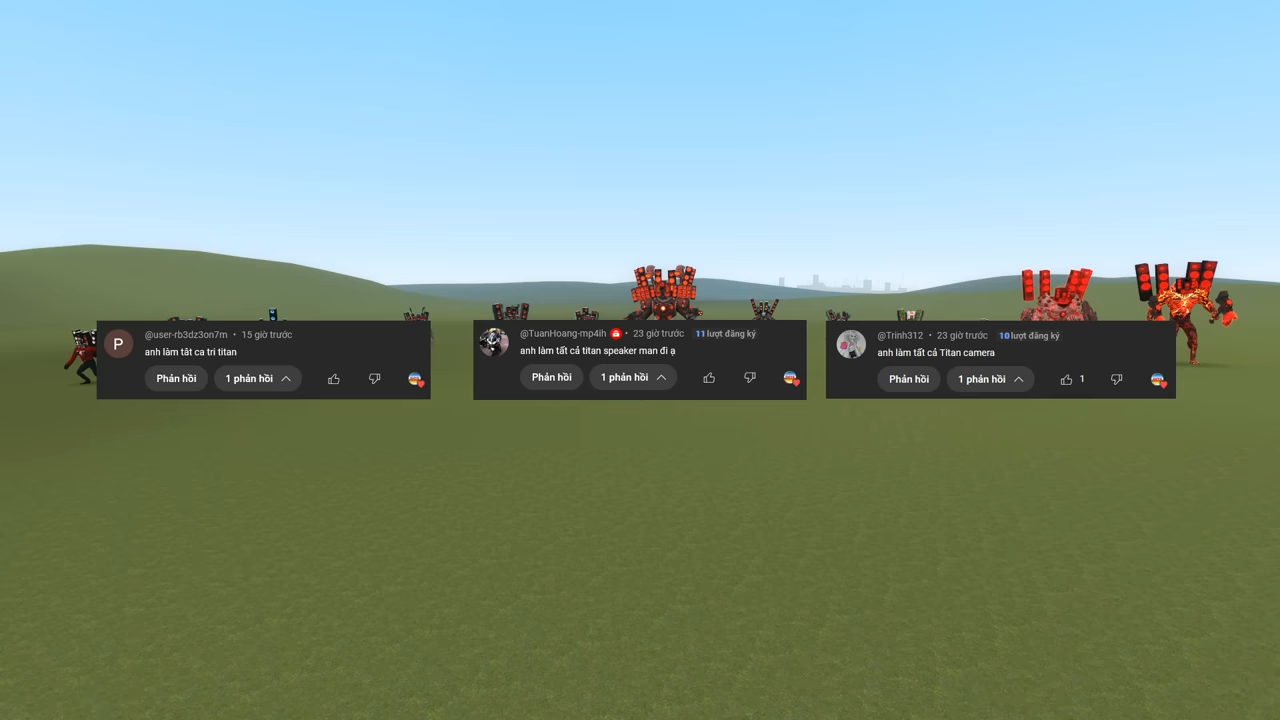 P
@user-rb3dz3on7m • 15 giờ trước
anh làm tât ca tri titan
Phản hồi 1 phản hồi
@TuanHoang-mp4ih • 23 giờ trước 11 lượt đăng ký
anh làm tất cả titan speaker man đi ạ
Phản hồi 1 phản hồi
@Trinh312 • 23 giờ trước 10 lượt đăng ký
anh làm tất cả Titan camera
Phản hồi 1 phản hồi 1